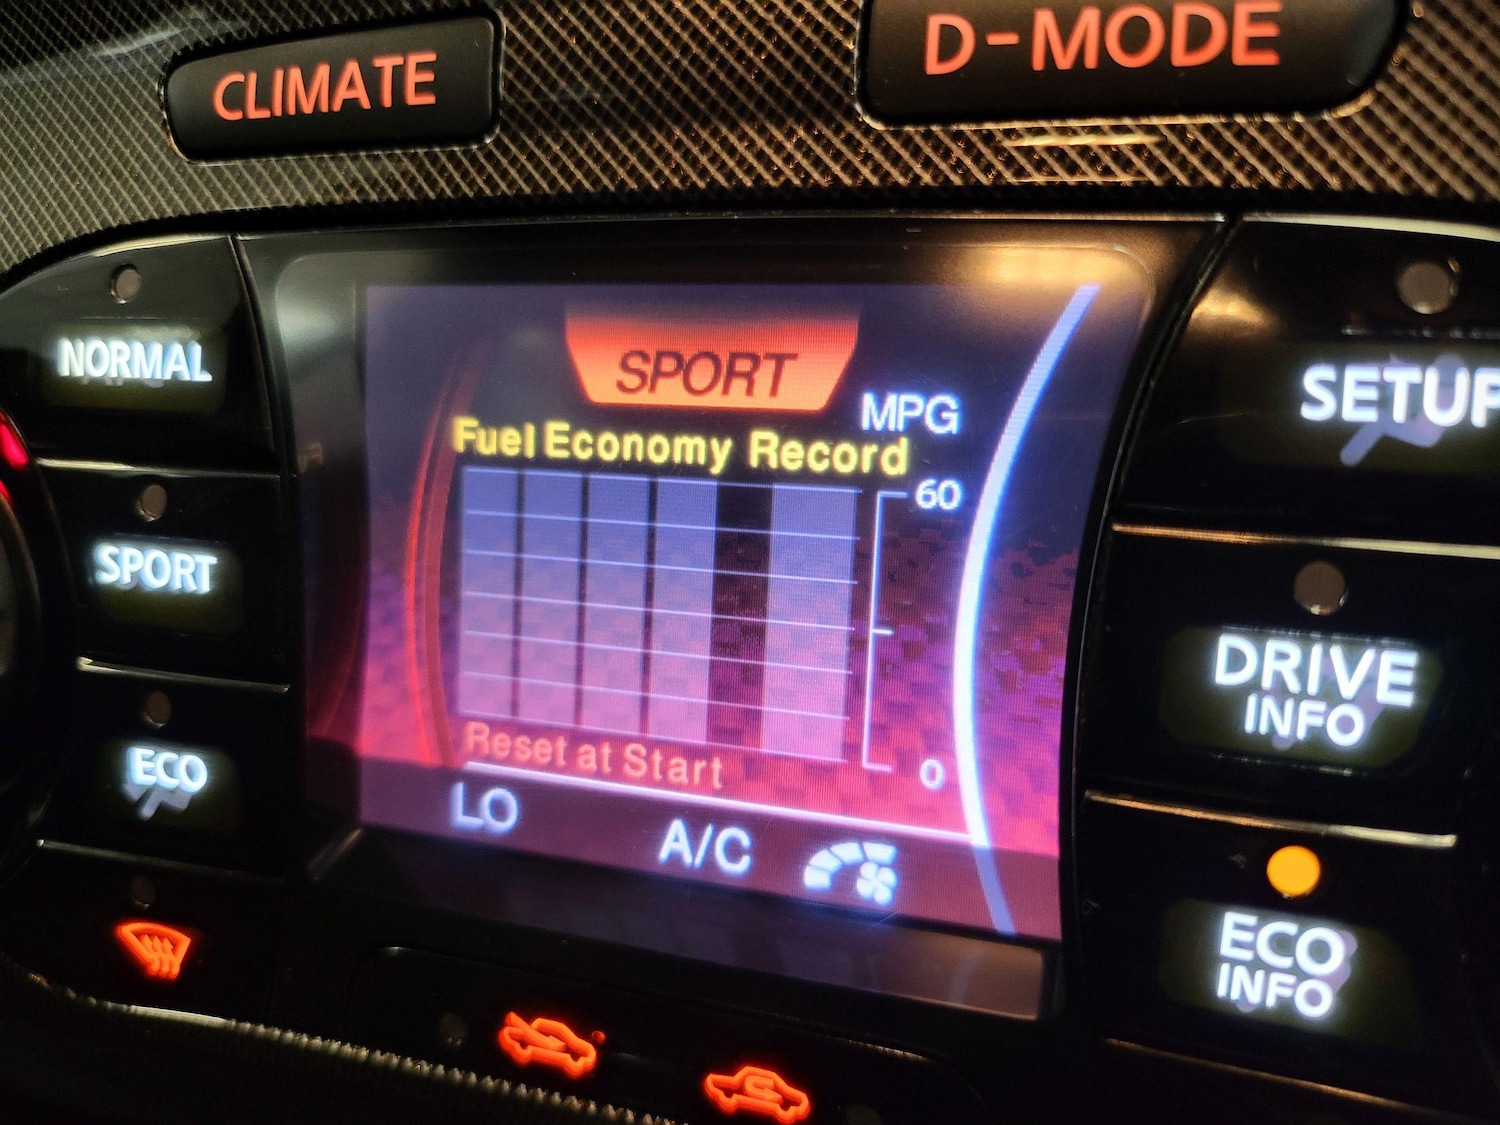 CLIMATE
D-MODE
NORMAL
SPORT
ECO
SPORT
MPG
Fuel Economy Record
60
0
Reset at Start
LO
A/C
SETUP
DRIVE
INFO
ECO
INFO